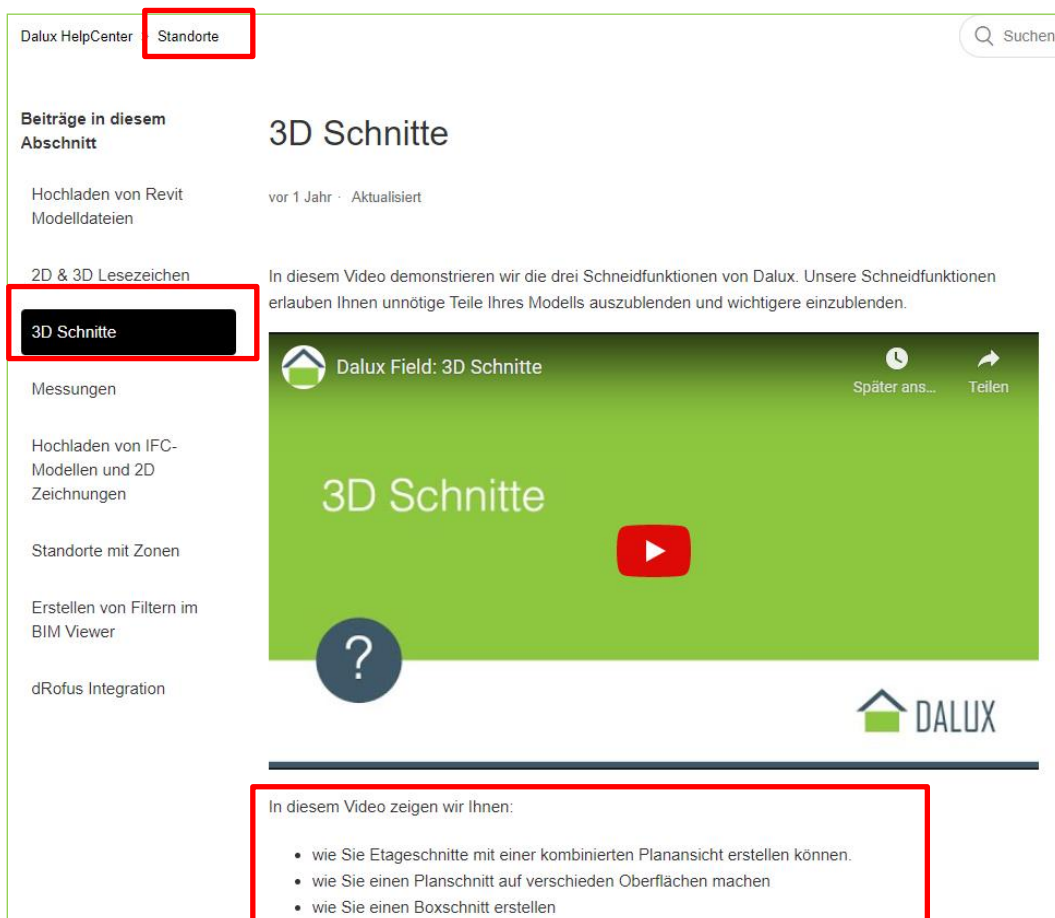 Dalux HelpCenter Standorte
Suchen
Beiträge in diesem
Abschnitt
Hochladen von Revit
Modelldateien
2D & 3D Lesezeichen
3D Schnitte
Messungen
Hochladen von IFC-
Modellen und 2D
Zeichnungen
Standorte mit Zonen
Erstellen von Filtern im
BIM Viewer
dRofus Integration
3D Schnitte
vor 1 Jahr · Aktualisiert
In diesem Video demonstrieren wir die drei Schneidfunktionen von Dalux. Unsere Schneidfunktionen
erlauben Ihnen unnötige Teile Ihres Modells auszublenden und wichtigere einzublenden.
Dalux Field: 3D Schnitte
Später ans...
Teilen
3D Schnitte
?
DALUX
In diesem Video zeigen wir Ihnen:
• wie Sie Etageschnitte mit einer kombinierten Planansicht erstellen können.
• wie Sie einen Planschnitt auf verschieden Oberflächen machen
• wie Sie einen Boxschnitt erstellen